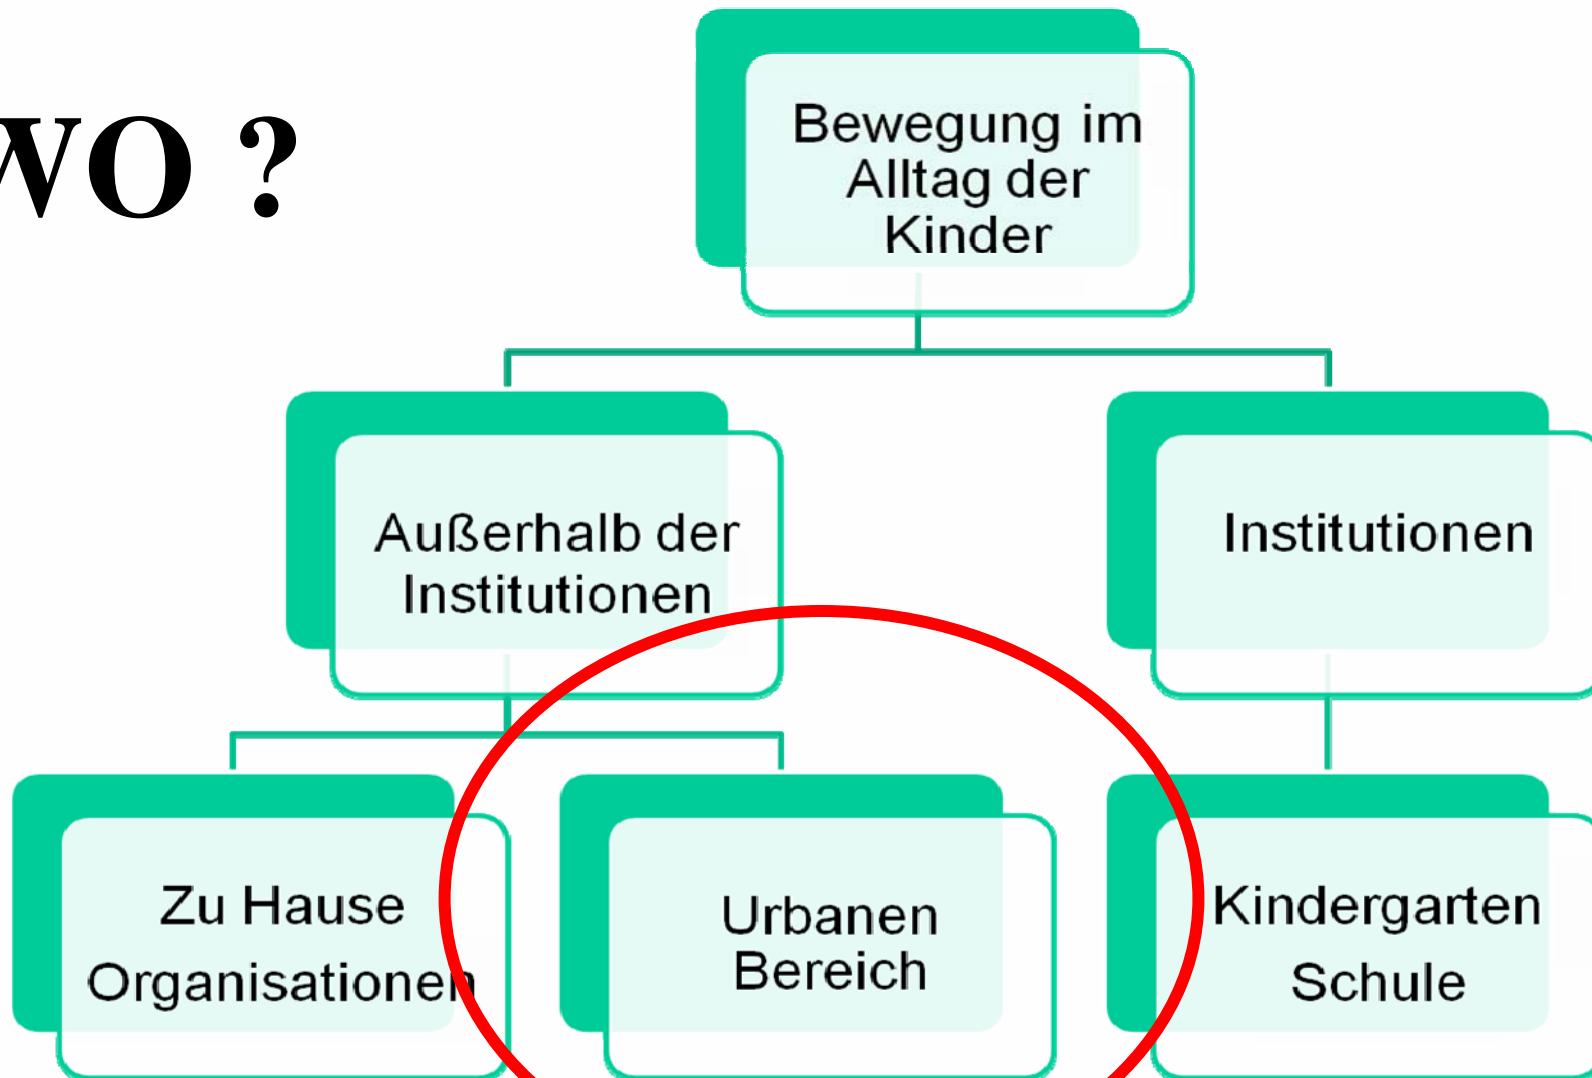 WO ?
Bewegung im
Alltag der
Kinder
Außerhalb der
Institutionen
Institutionen
Zu Hause
Organisationen
Urbanen
Bereich
Kindergarten
Schule